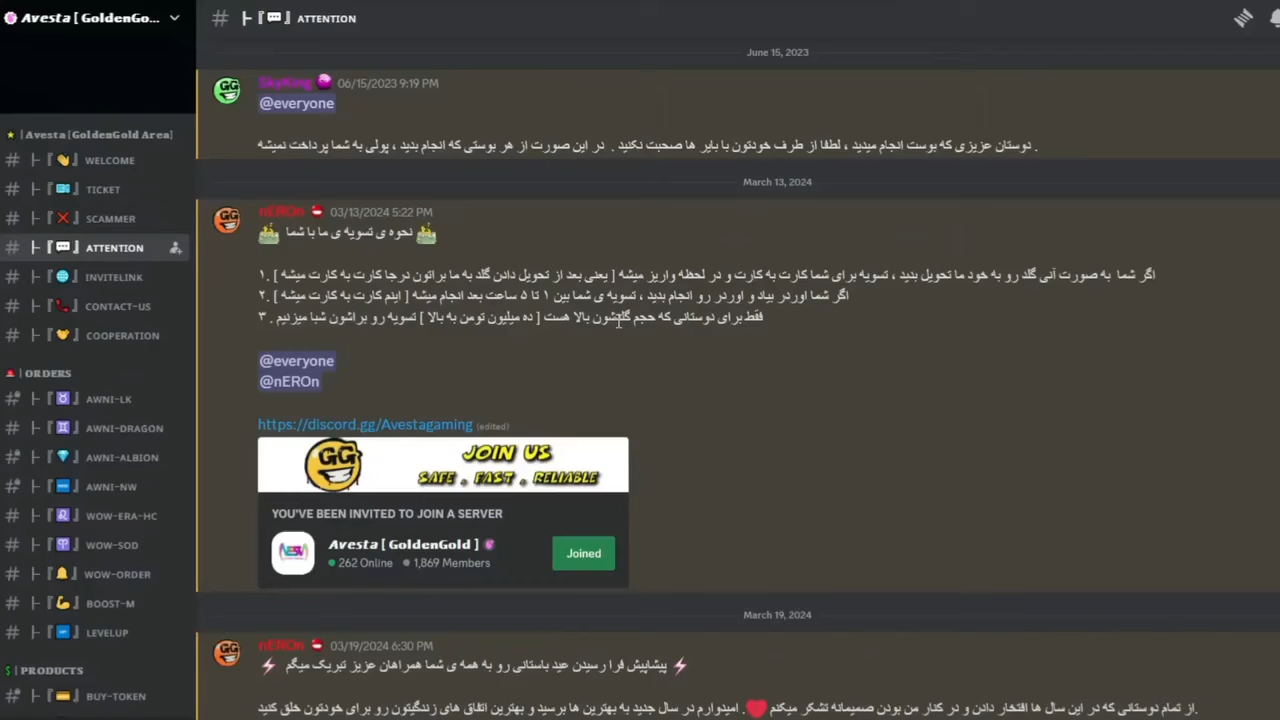 Avesta [ GoldenGo...
├『💬』ATTENTION
June 15, 2023
SkyKing 06/15/2023 9:19 PM
@everyone
دوستان عزیزی که بوست انجام میدید ، لطفا از طرف خودتون با بایر ها صحبت نکنید . در این صورت از هر بوستی که انجام بدید ، پولی به شما پرداخت نمیشه .
March 13, 2024
nEROn 03/13/2024 5:22 PM
نحوه ی تسویه ی ما با شما
۱. اگر شما به صورت آنی گلد رو به خود ما تحویل بدید ، تسویه برای شما کارت به کارت و در لحظه واریز میشه [ یعنی بعد از تحویل دادن گلد به ما براتون درجا کارت به کارت میشه ]
۲. اگر شما اوردر بیاد و اوردر رو انجام بدید ، تسویه ی شما بین ۱ تا ۵ ساعت بعد انجام میشه [ اینم کارت به کارت میشه ]
۳ . فقط برای دوستانی که حجم گلدشون بالا هست [ ده میلیون تومن به بالا ] تسویه رو براشون شبا میزنیم
@everyone
@nEROn
https://discord.gg/Avestagaming (edited)
GG
JOIN US
SAFE . FAST . RELIABLE
YOU'VE BEEN INVITED TO JOIN A SERVER
Avesta [ GoldenGold ]
262 Online 1,869 Members
Joined
March 19, 2024
nEROn 03/19/2024 6:30 PM
⚡ پیشاپیش فرا رسیدن عید باستانی رو به همه ی شما همراهان عزیز تبریک میگم ⚡
از تمام دوستانی که در این سال ها افتخار دادن و در کنار من بودن صمیمانه تشکر میکنم ❤️. امیدوارم در سال جدید به بهترین ها برسید و بهترین اتفاق های زندگیتون رو برای خودتون خلق کنید.
Avesta [GoldenGold Area]
├『👋』WELCOME
├『🎫』TICKET
├『❌』SCAMMER
├『💬』ATTENTION
├『🌐』INVITELINK
├『📞』CONTACT-US
├『🤝』COOPERATION
| ORDERS
├『♉』AWNI-LK
├『♊』AWNI-DRAGON
├『💎』AWNI-ALBION
├『』AWNI-NW
├『♌』WOW-ERA-HC
├『♈』WOW-SOD
├『🔔』WOW-ORDER
├『💪』BOOST-M
├『』LEVELUP
| PRODUCTS
├『💳』BUY-TOKEN